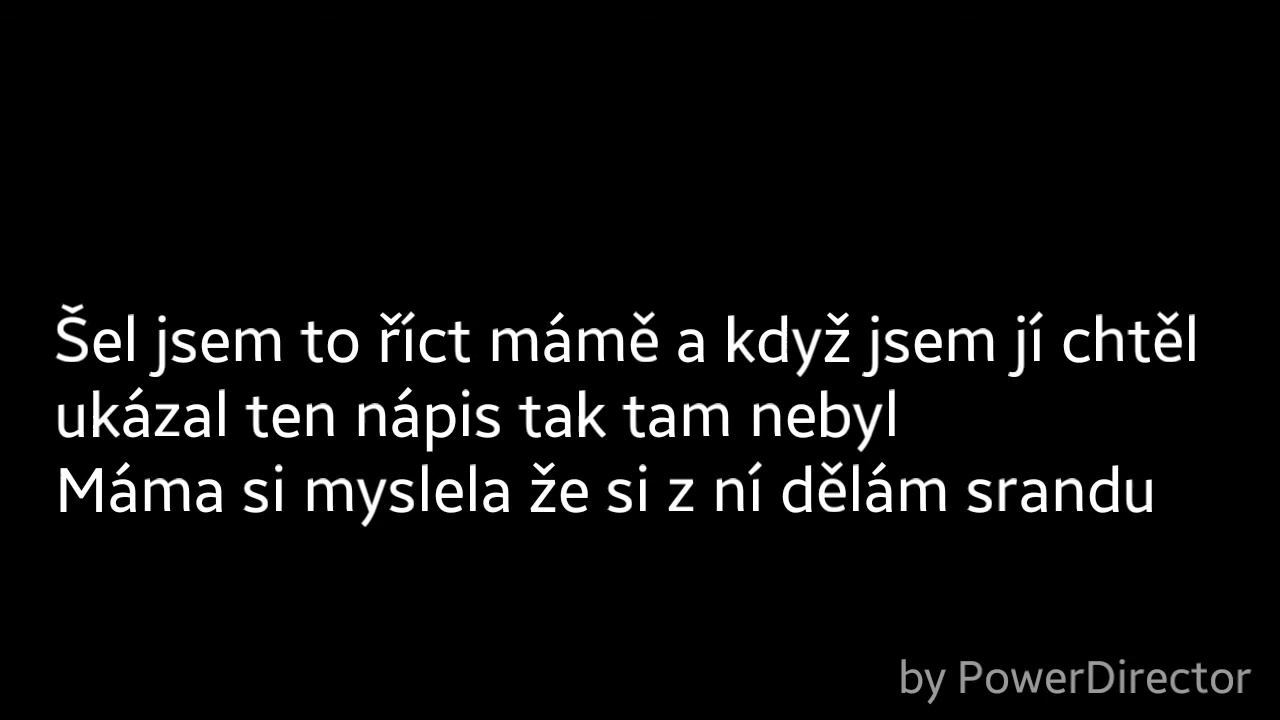 Šel jsem to říct mámě a když jsem jí chtěl
ukázal ten nápis tak tam nebyl
Máma si myslela že si z ní dělám srandu
by PowerDirector